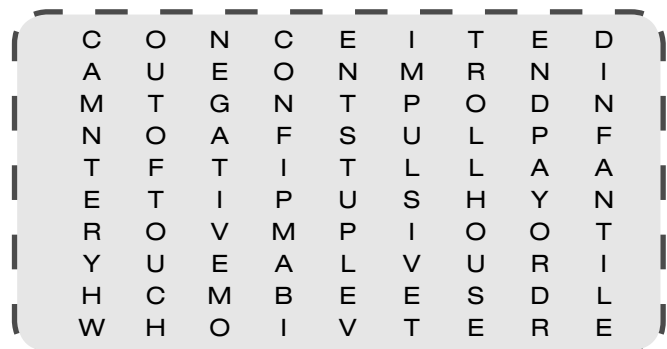 C O N C E I T E D
A U E O N M R N I
M T G N T P O D N
N O A F S U L P F
T F T I T L L A A
E T I P U S H Y N
R O V M P I O O T
Y U E A L V U R I
H C M B E E S D L
W H O I V T E R E